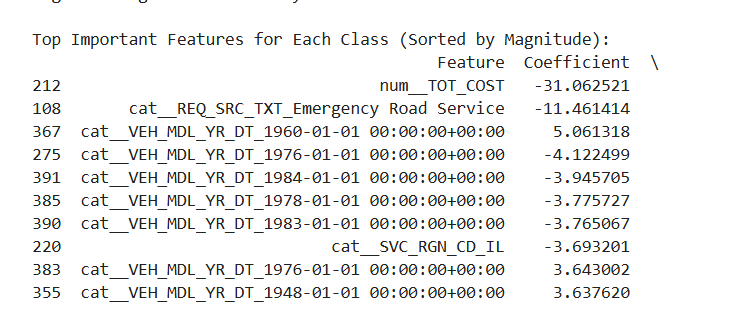 Top Important Features for Each Class (Sorted by Magnitude):
Feature Coefficient \
212 num__TOT_COST -31.062521
108 cat__REQ_SRC_TXT_Emergency Road Service -11.461414
367 cat__VEH_MDL_YR_DT_1960-01-01 00:00:00+00:00 5.061318
275 cat__VEH_MDL_YR_DT_1976-01-01 00:00:00+00:00 -4.122499
391 cat__VEH_MDL_YR_DT_1984-01-01 00:00:00+00:00 -3.945705
385 cat__VEH_MDL_YR_DT_1978-01-01 00:00:00+00:00 -3.775727
390 cat__VEH_MDL_YR_DT_1983-01-01 00:00:00+00:00 -3.765067
220 cat__SVC_RGN_CD_IL -3.693201
383 cat__VEH_MDL_YR_DT_1976-01-01 00:00:00+00:00 3.643002
355 cat__VEH_MDL_YR_DT_1948-01-01 00:00:00+00:00 3.637620